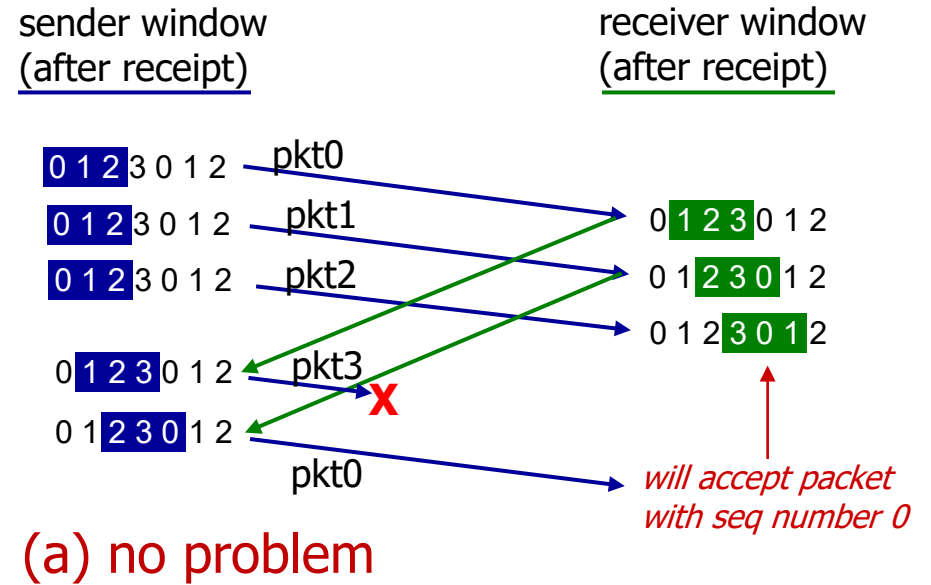 sender window
(after receipt)
receiver window
(after receipt)
0 1 2 3 0 1 2
pkt0
0 1 2 3 0 1 2
pkt1
0 1 2 3 0 1 2
0 1 2 3 0 1 2
pkt2
0 1 2 3 0 1 2
0 1 2 3 0 1 2
0 1 2 3 0 1 2
pkt3
X
0 1 2 3 0 1 2
pkt0
will accept packet
with seq number 0
(a) no problem